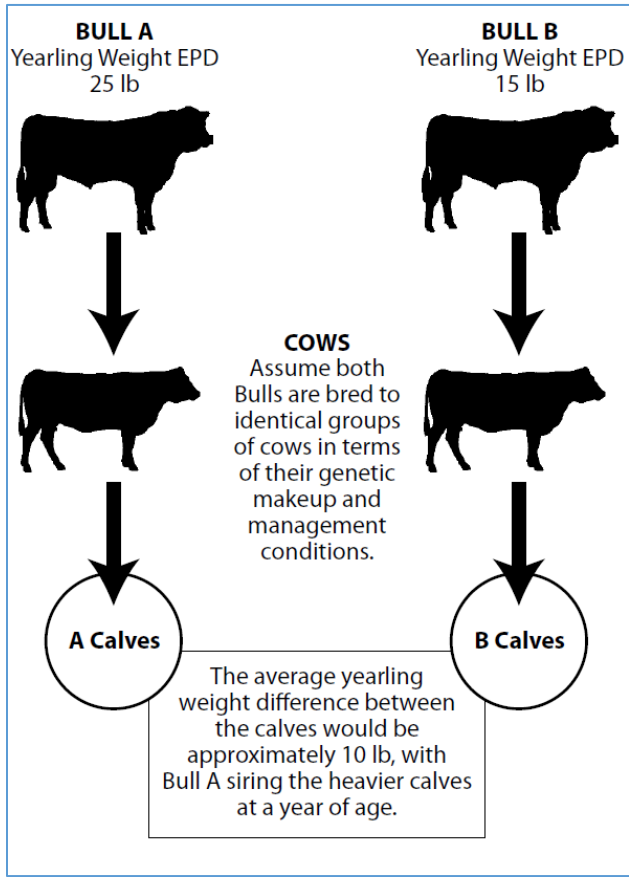 BULL A
Yearling Weight EPD
25 lb
BULL B
Yearling Weight EPD
15 lb
COWS
Assume both
Bulls are bred to
identical groups
of cows in terms
of their genetic
makeup and
management
conditions.
A Calves
B Calves
The average yearling
weight difference between
the calves would be
approximately 10 lb, with
Bull A siring the heavier calves
at a year of age.